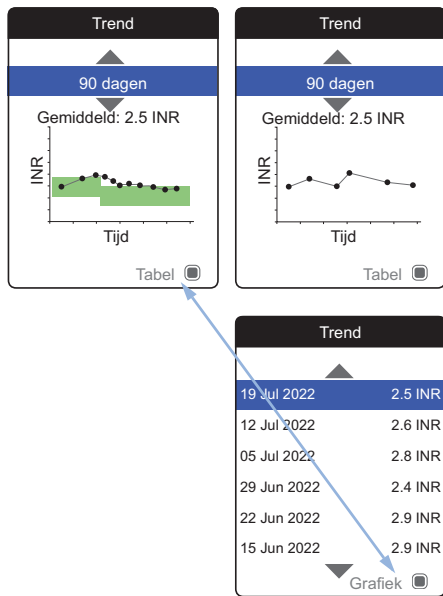 Trend
90 dagen
Gemiddeld: 2.5 INR
INR
Tijd
Tabel
Trend
90 dagen
Gemiddeld: 2.5 INR
INR
Tijd
Tabel
Trend
19 Jul 2022 2.5 INR
12 Jul 2022 2.6 INR
05 Jul 2022 2.8 INR
29 Jun 2022 2.4 INR
22 Jun 2022 2.9 INR
15 Jun 2022 2.9 INR
Grafiek